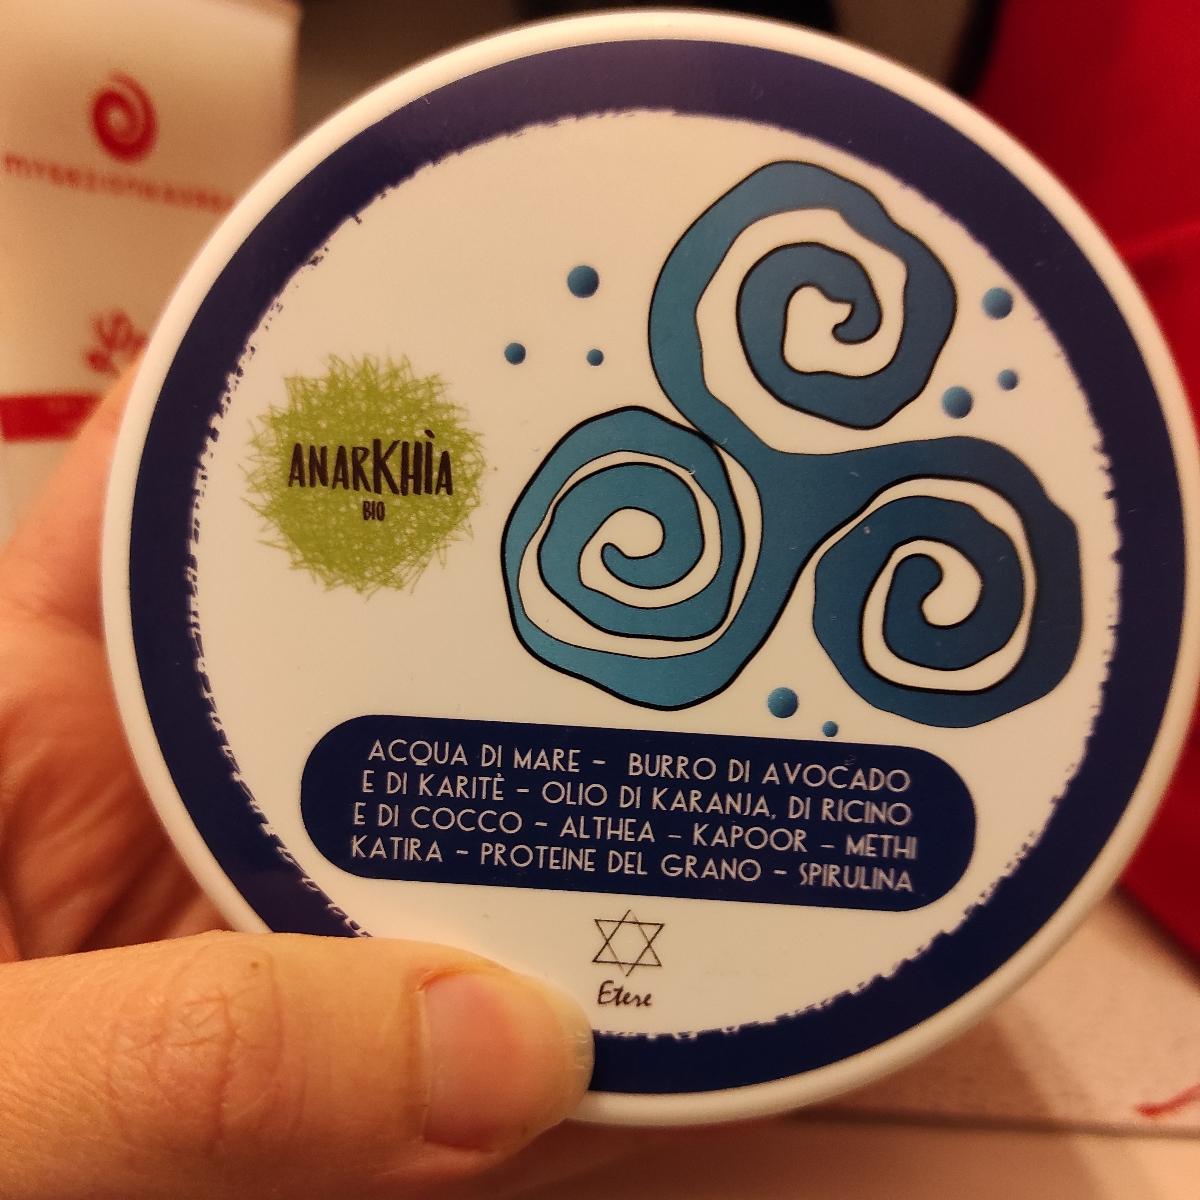 ANARKHÌA
BIO
ACQUA DI MARE - BURRO DI AVOCADO
E DI KARITÈ - OLIO DI KARANJA, DI RICINO
E DI COCCO - ALTHEA - KAPOOR - METHI
KATIRA - PROTEINE DEL GRANO - SPIRULINA
Etere